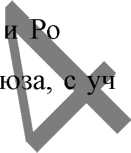 и Ро
юза, с уч